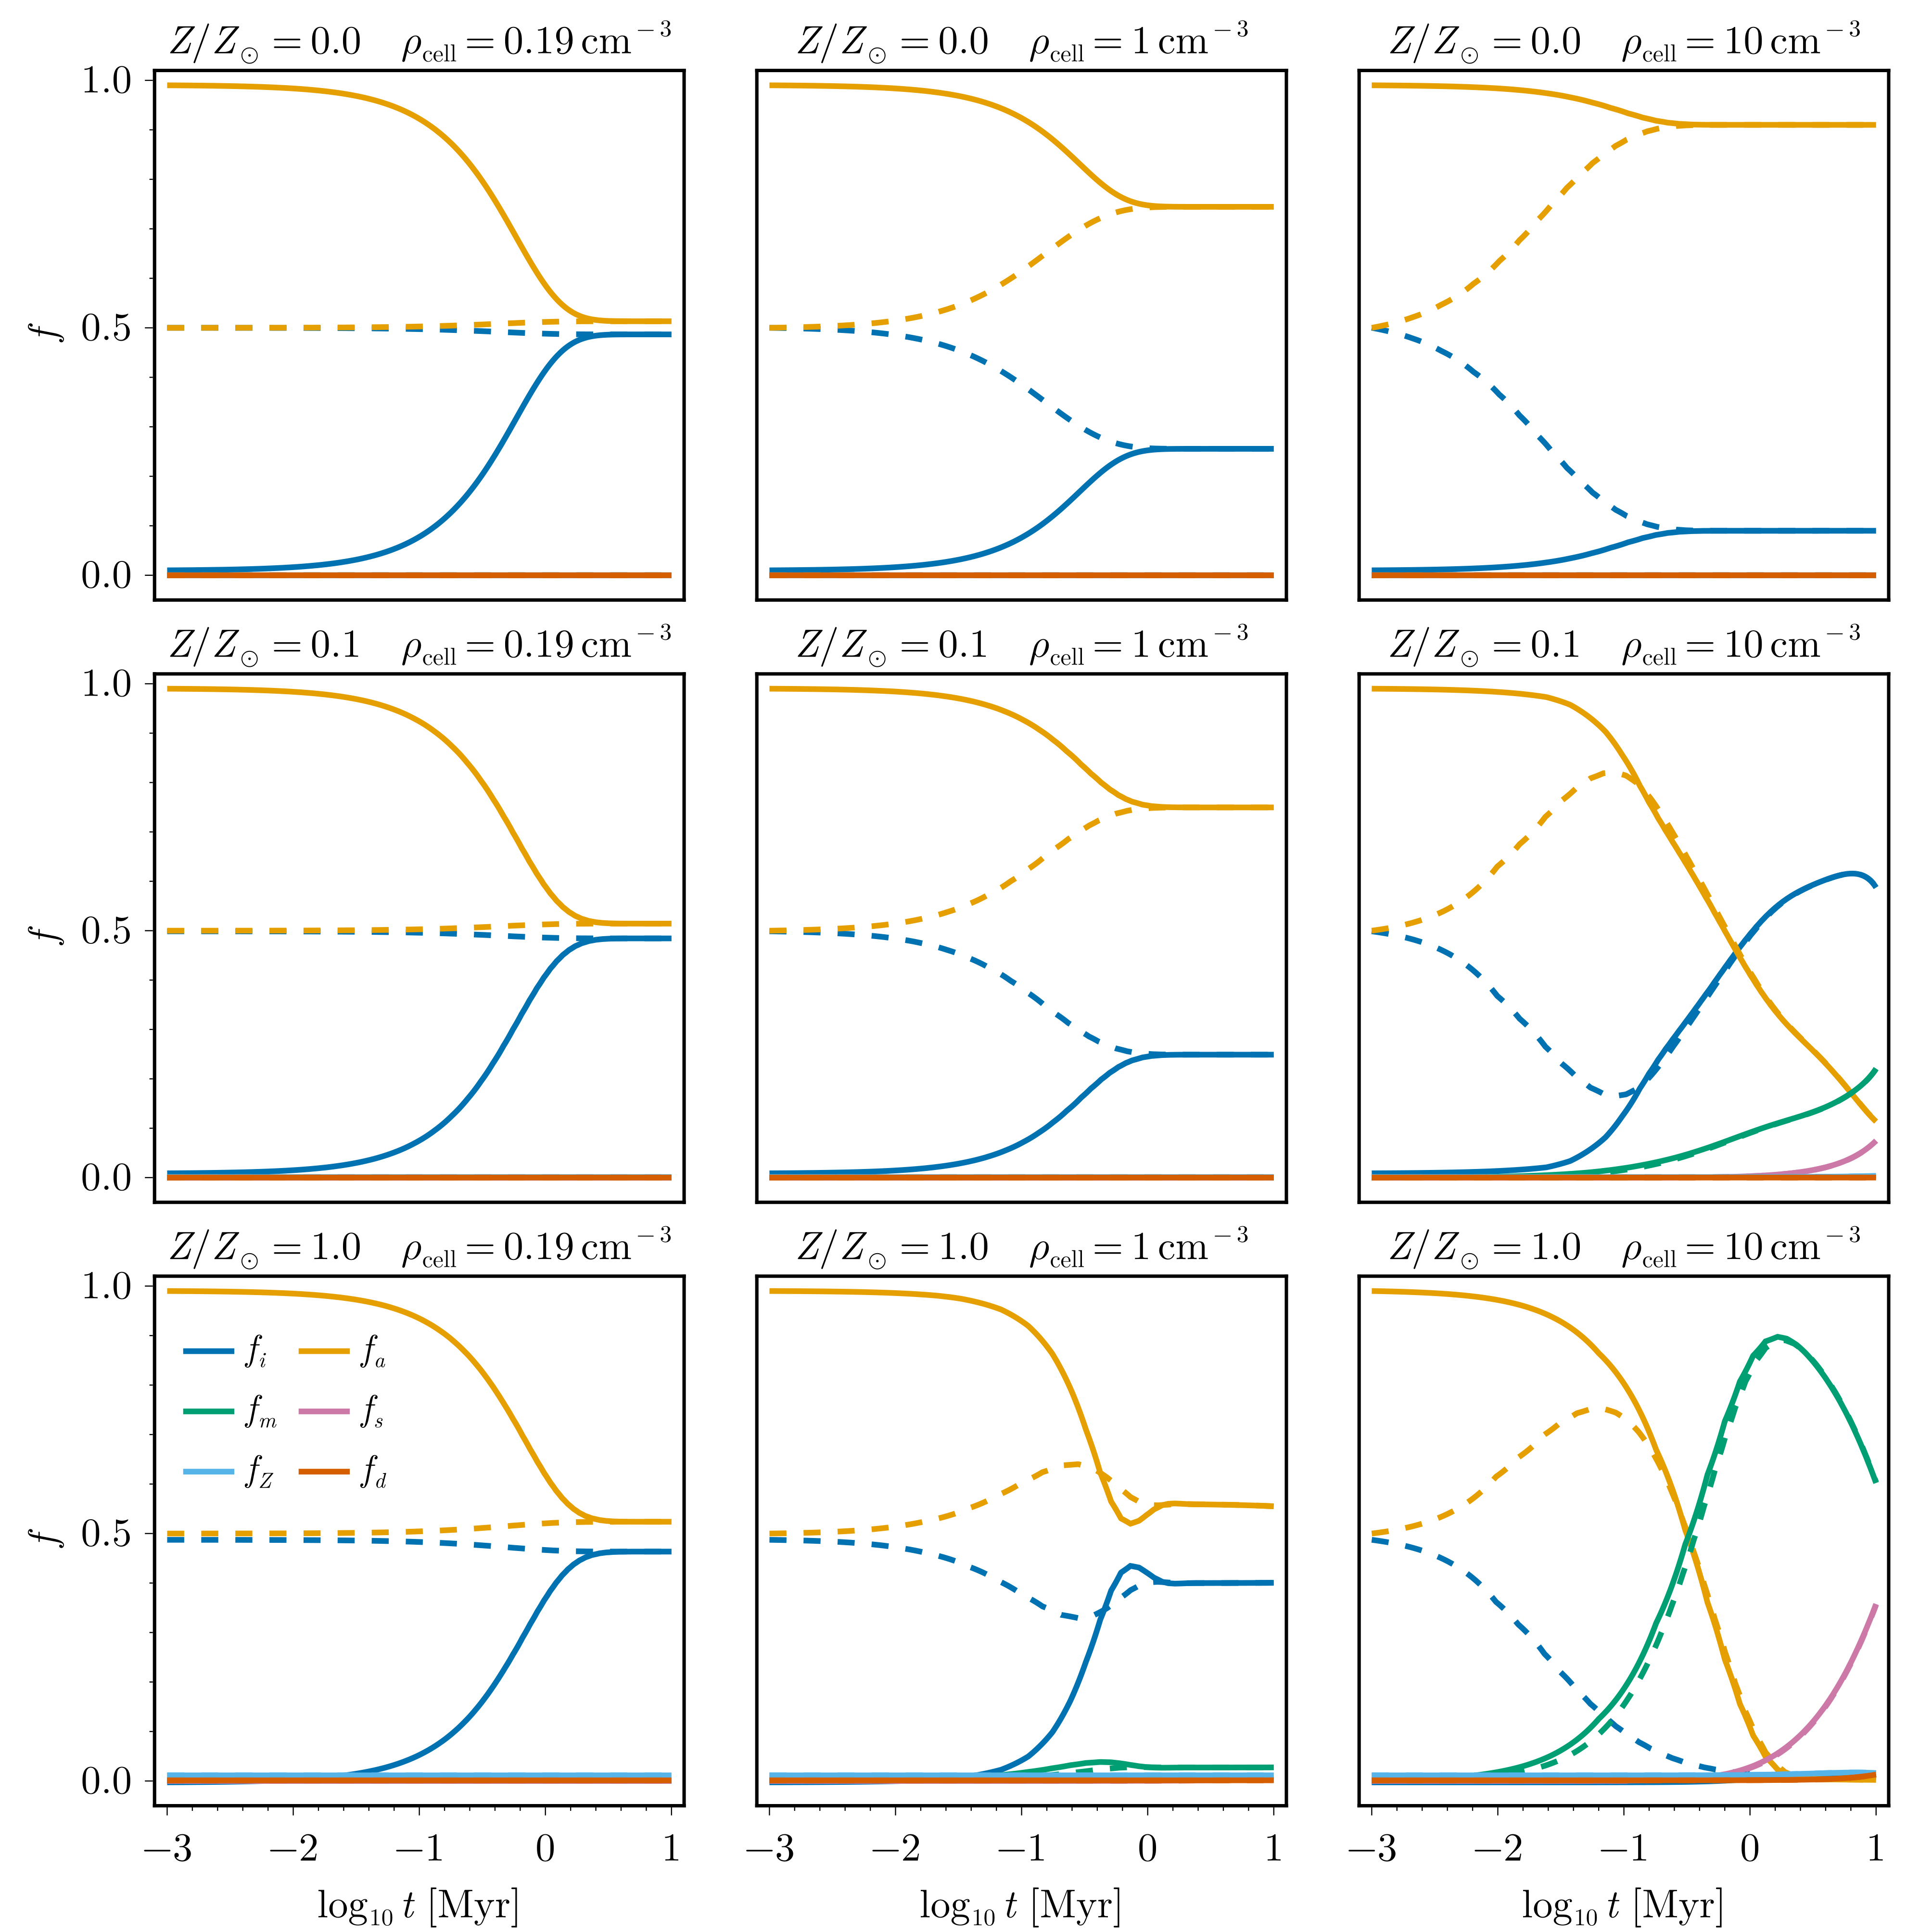 Z/Z⊙ = 0.0 ρcell = 0.19 cm−3
Z/Z⊙ = 0.0 ρcell = 1 cm−3
Z/Z⊙ = 0.0 ρcell = 10 cm−3
1.0
0.5
0.0
f
Z/Z⊙ = 0.1 ρcell = 0.19 cm−3
Z/Z⊙ = 0.1 ρcell = 1 cm−3
Z/Z⊙ = 0.1 ρcell = 10 cm−3
1.0
0.5
0.0
f
Z/Z⊙ = 1.0 ρcell = 0.19 cm−3
Z/Z⊙ = 1.0 ρcell = 1 cm−3
Z/Z⊙ = 1.0 ρcell = 10 cm−3
1.0
0.5
0.0
f
fi fa
fm fs
fZ fd
−3 −2 −1 0 1
−3 −2 −1 0 1
−3 −2 −1 0 1
log10 t [Myr]
log10 t [Myr]
log10 t [Myr]